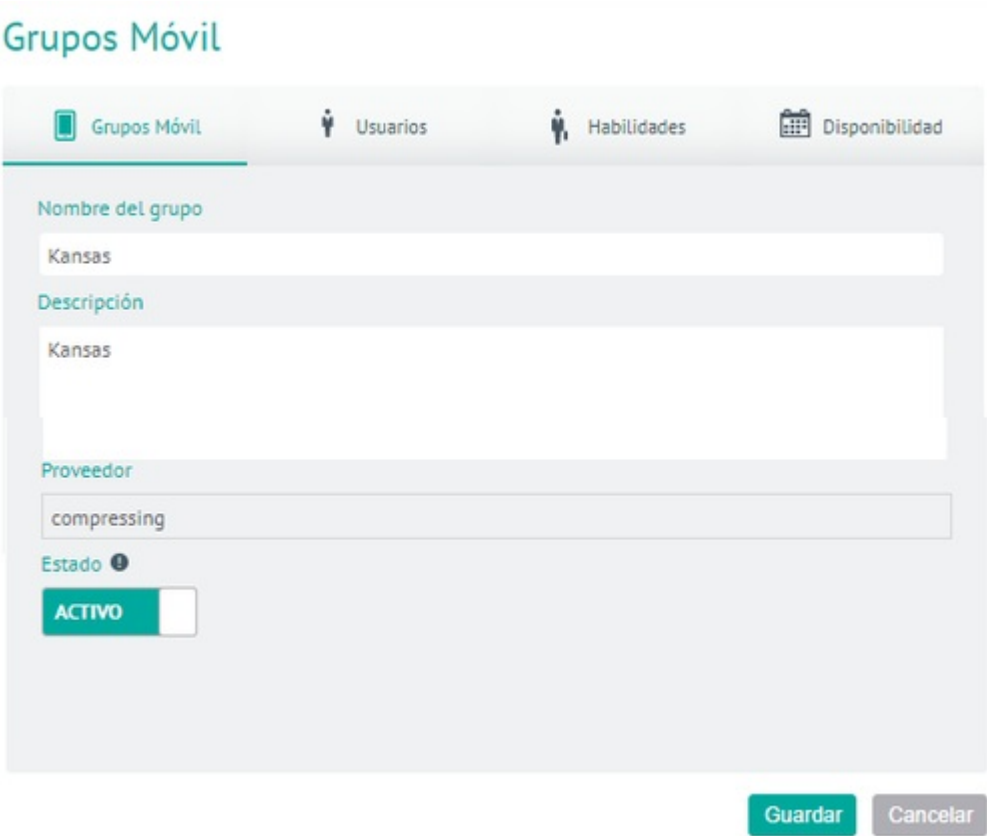 Grupos Móvil
Grupos Móvil Usuarios Habilidades Disponibilidad
Nombre del grupo
Kansas
Descripción
Kansas
Proveedor
compressing
Estado
ACTIVO
Guardar Cancelar